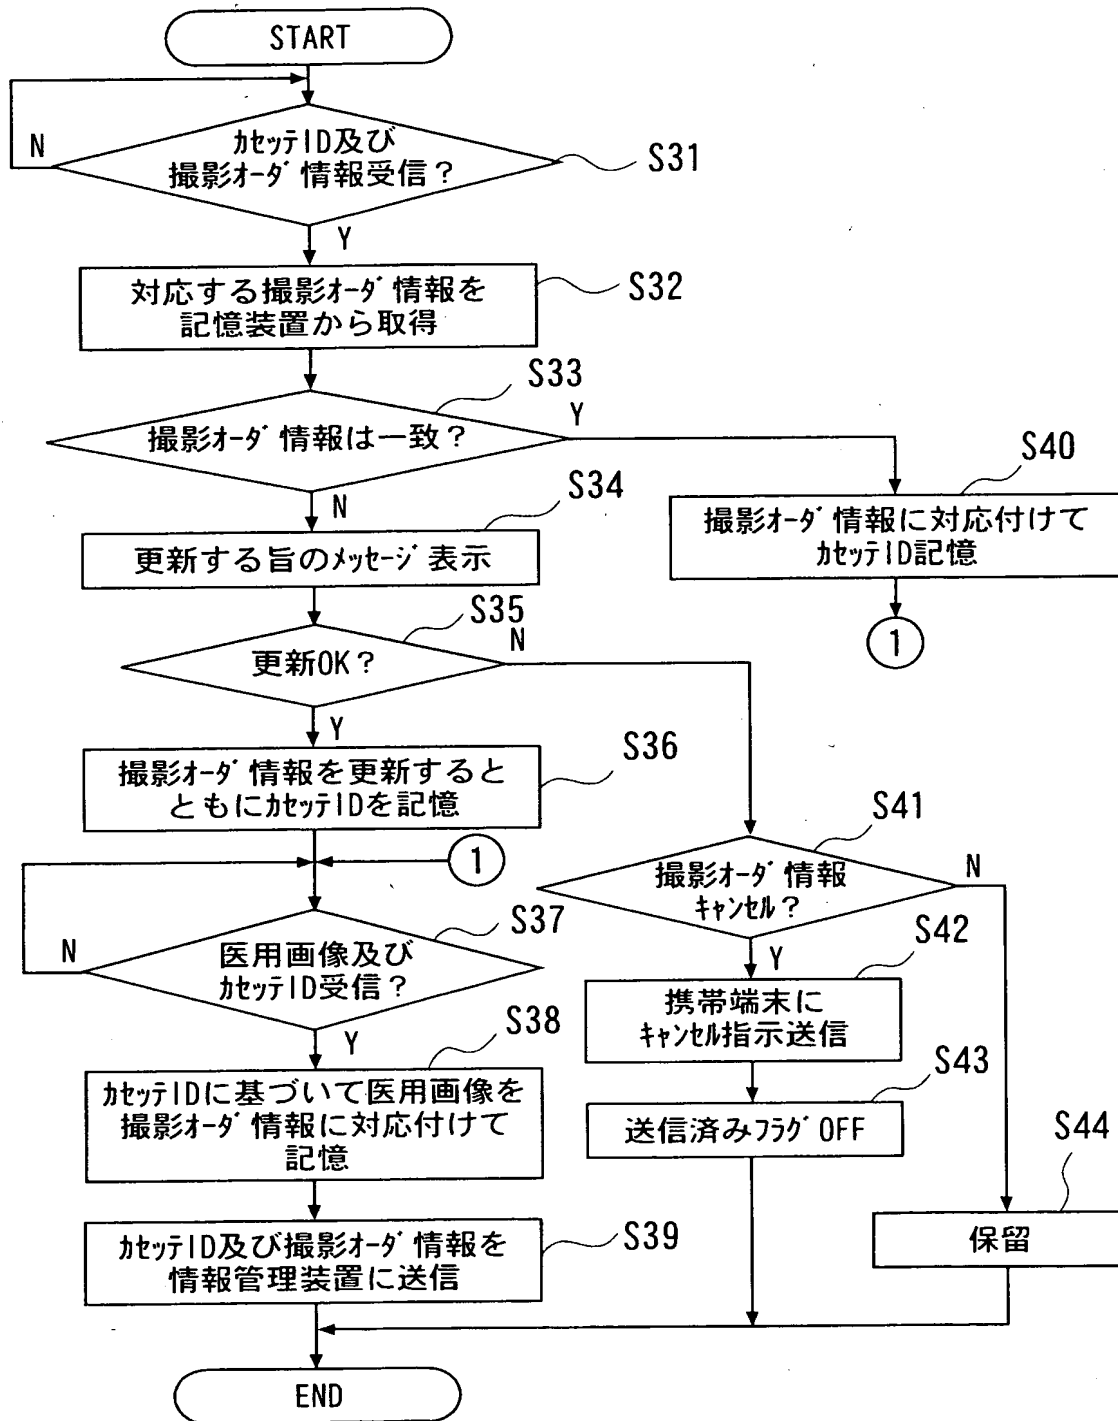 START
N
ｶｾｯﾃID及び
撮影ｵｰﾀﾞ情報受信？
S31
Y
対応する撮影ｵｰﾀﾞ情報を
記憶装置から取得
S32
S33
撮影ｵｰﾀﾞ情報は一致？
Y
N
S34
S40
撮影ｵｰﾀﾞ情報に対応付けて
ｶｾｯﾃID記憶
1
更新する旨のﾒｯｾｰｼﾞ表示
S35
更新OK？
N
Y
S36
撮影ｵｰﾀﾞ情報を更新すると
ともにｶｾｯﾃIDを記憶
1
S41
撮影ｵｰﾀﾞ情報
ｷｬﾝｾﾙ？
N
Y
S37
医用画像及び
ｶｾｯﾃID受信？
N
Y
S42
携帯端末に
ｷｬﾝｾﾙ指示送信
S38
ｶｾｯﾃIDに基づいて医用画像を
撮影ｵｰﾀﾞ情報に対応付けて
記憶
S43
送信済みﾌﾗｸﾞOFF
S44
保留
S39
ｶｾｯﾃID及び撮影ｵｰﾀﾞ情報を
情報管理装置に送信
END